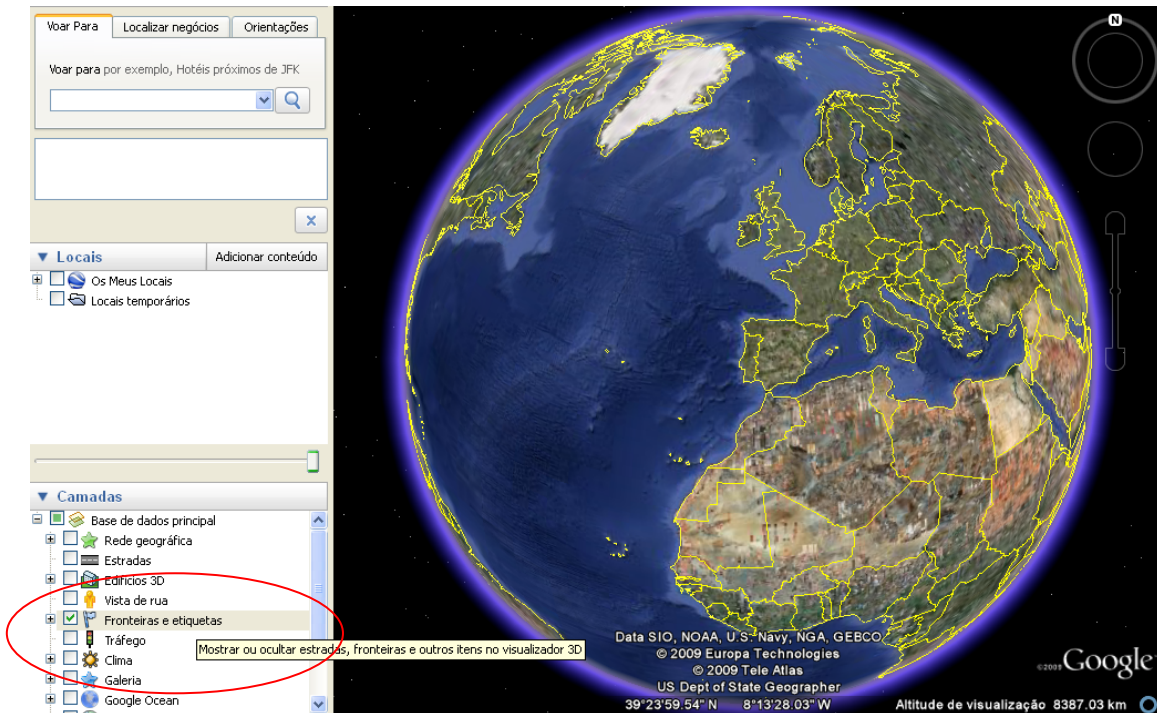 Voar Para
Localizar negócios
Orientações
Voar para por exemplo, Hotéis próximos de JFK
Locais
Adicionar conteúdo
Os Meus Locais
Locais temporários
Camadas
Base de dados principal
Rede geográfica
Estradas
Edifícios 3D
Vista de rua
Fronteiras e etiquetas
Tráfego
Mostrar ou ocultar estradas, fronteiras e outros itens no visualizador 3D
Clima
Galeria
Google Ocean
N
Data SIO, NOAA, U.S. Navy, NGA, GEBCO
© 2009 Europa Technologies
© 2009 Tele Atlas
US Dept of State Geographer
©2009 Google
39°23'59.54" N 8°13'28.03" W
Altitude de visualização 8387.03 km